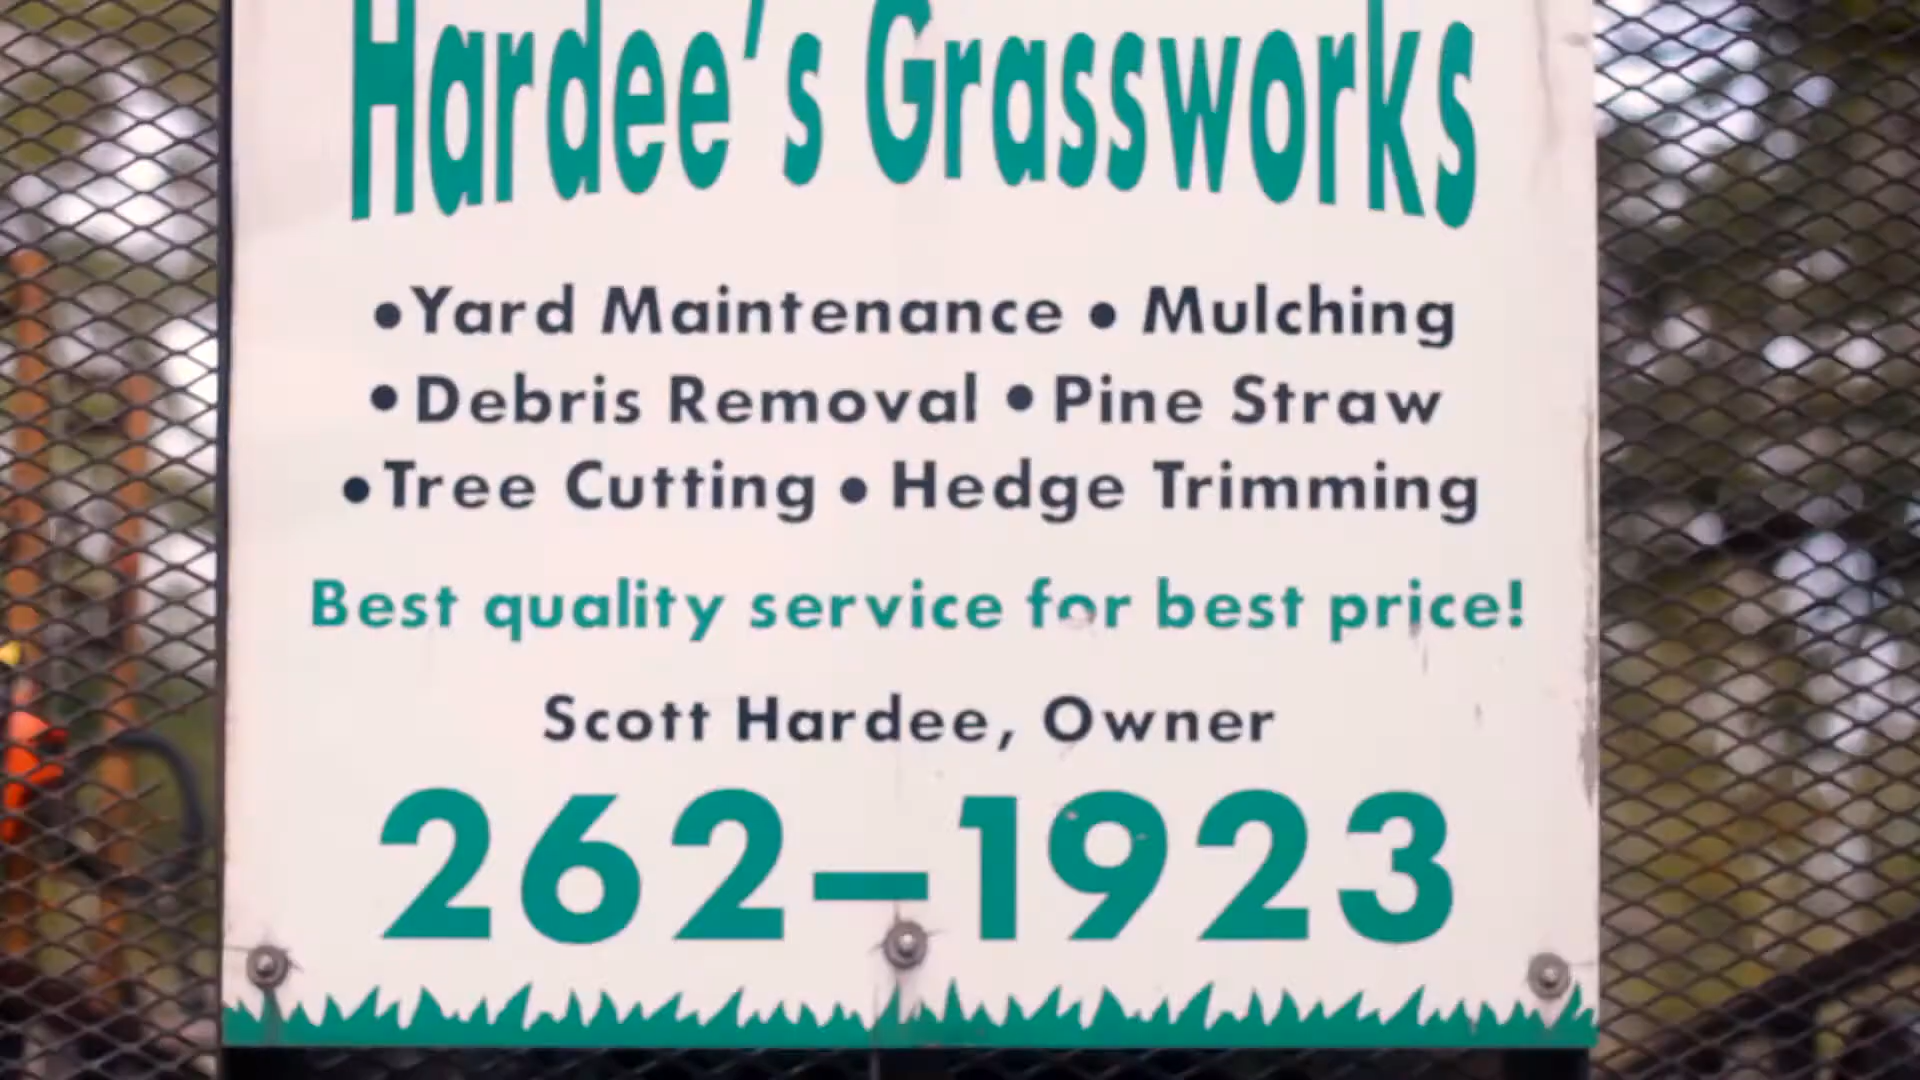 Hardee's Grassworks
•Yard Maintenance • Mulching
•Debris Removal • Pine Straw
•Tree Cutting • Hedge Trimming
Best quality service for best price!
Scott Hardee, Owner
262-1923